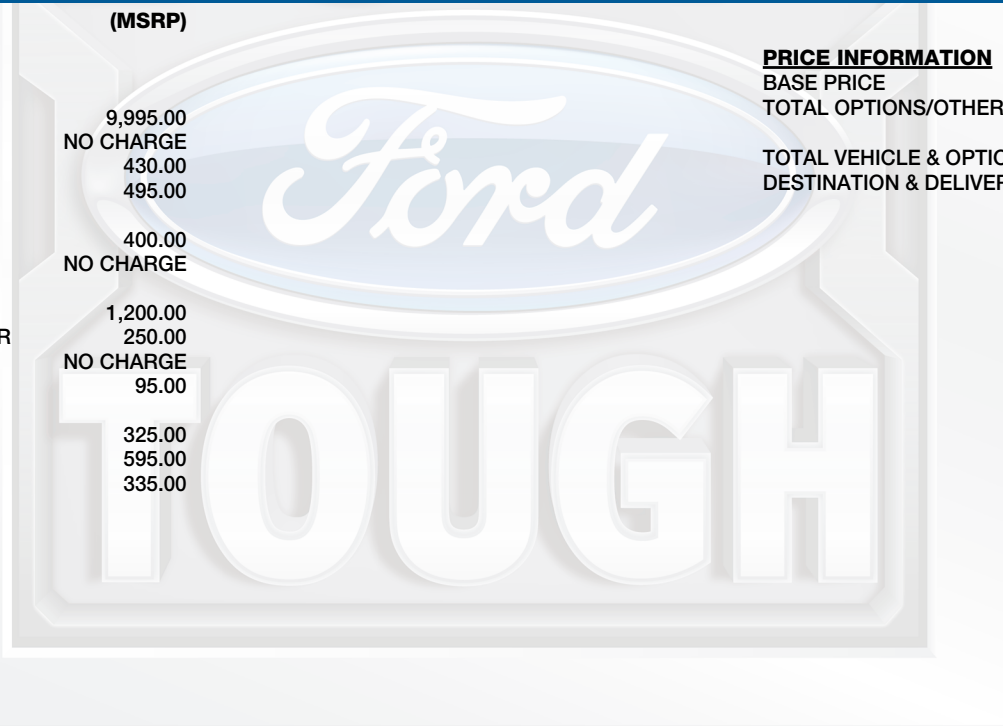 (MSRP)
9,995.00
NO CHARGE
430.00
495.00
400.00
NO CHARGE
1,200.00
R 250.00
NO CHARGE
95.00
325.00
595.00
335.00
PRICE INFORMATION
BASE PRICE
TOTAL OPTIONS/OTHER
TOTAL VEHICLE & OPTIO
DESTINATION & DELIVER
Ford
TOUGH